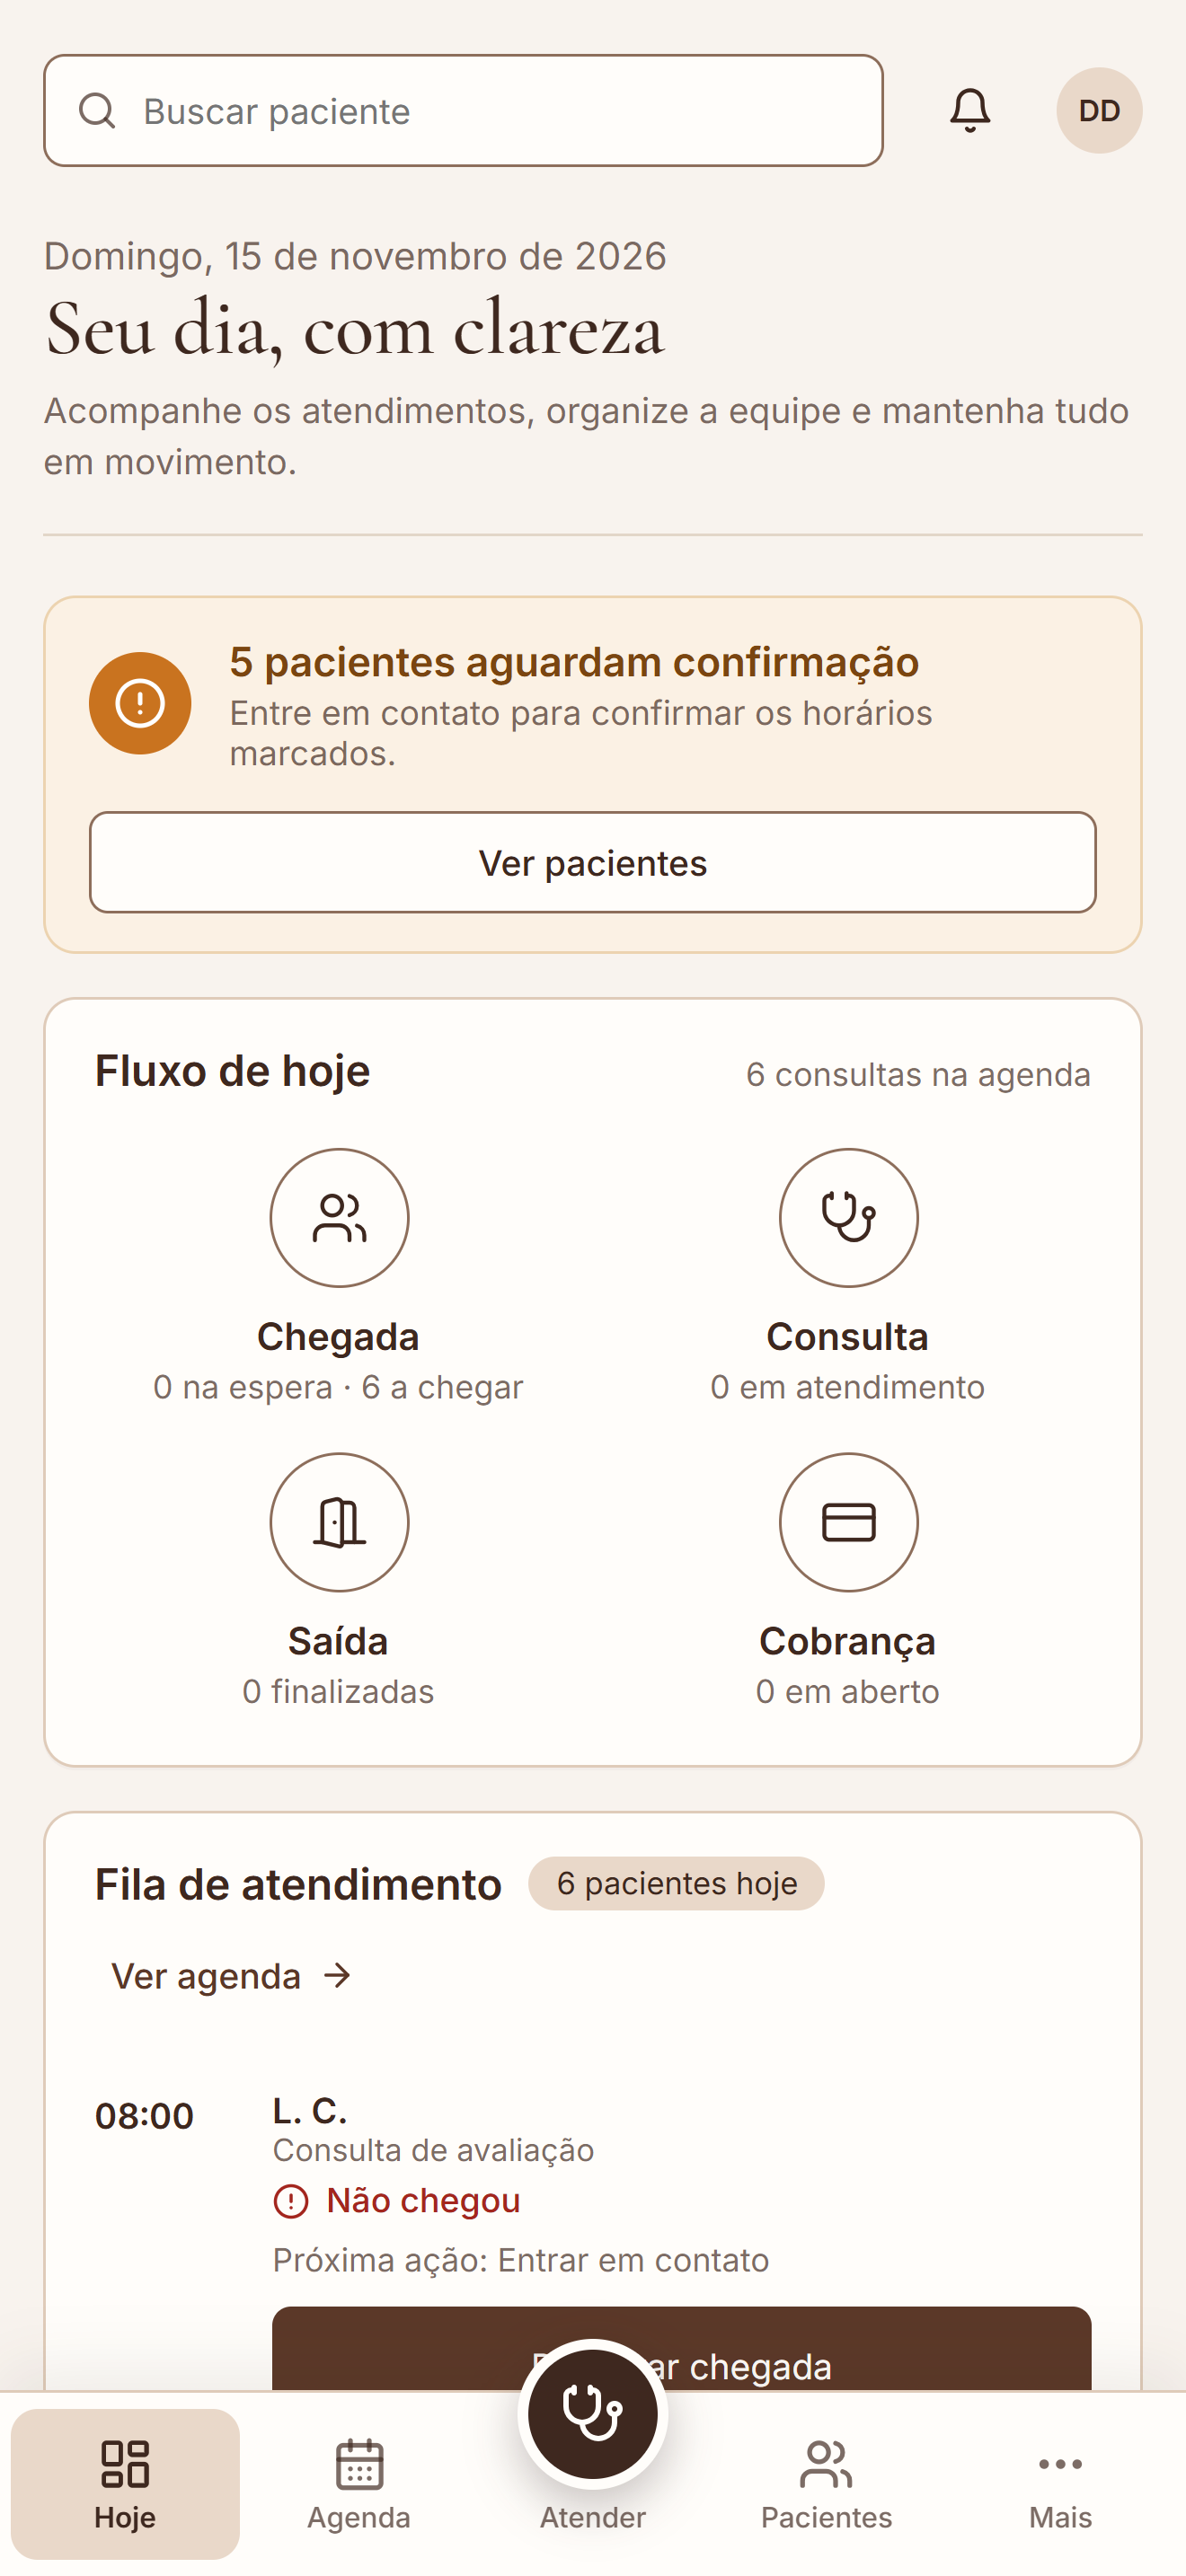 Buscar paciente
DD
Domingo, 15 de novembro de 2026
Seu dia, com clareza
Acompanhe os atendimentos, organize a equipe e mantenha tudo
em movimento.
5 pacientes aguardam confirmação
Entre em contato para confirmar os horários
marcados.
Ver pacientes
Fluxo de hoje
6 consultas na agenda
Chegada
0 na espera · 6 a chegar
Consulta
0 em atendimento
Saída
0 finalizadas
Cobrança
0 em aberto
Fila de atendimento
6 pacientes hoje
Ver agenda
08:00
L. C.
Consulta de avaliação
Não chegou
Próxima ação: Entrar em contato
chegada
Hoje
Agenda
Atender
Pacientes
Mais